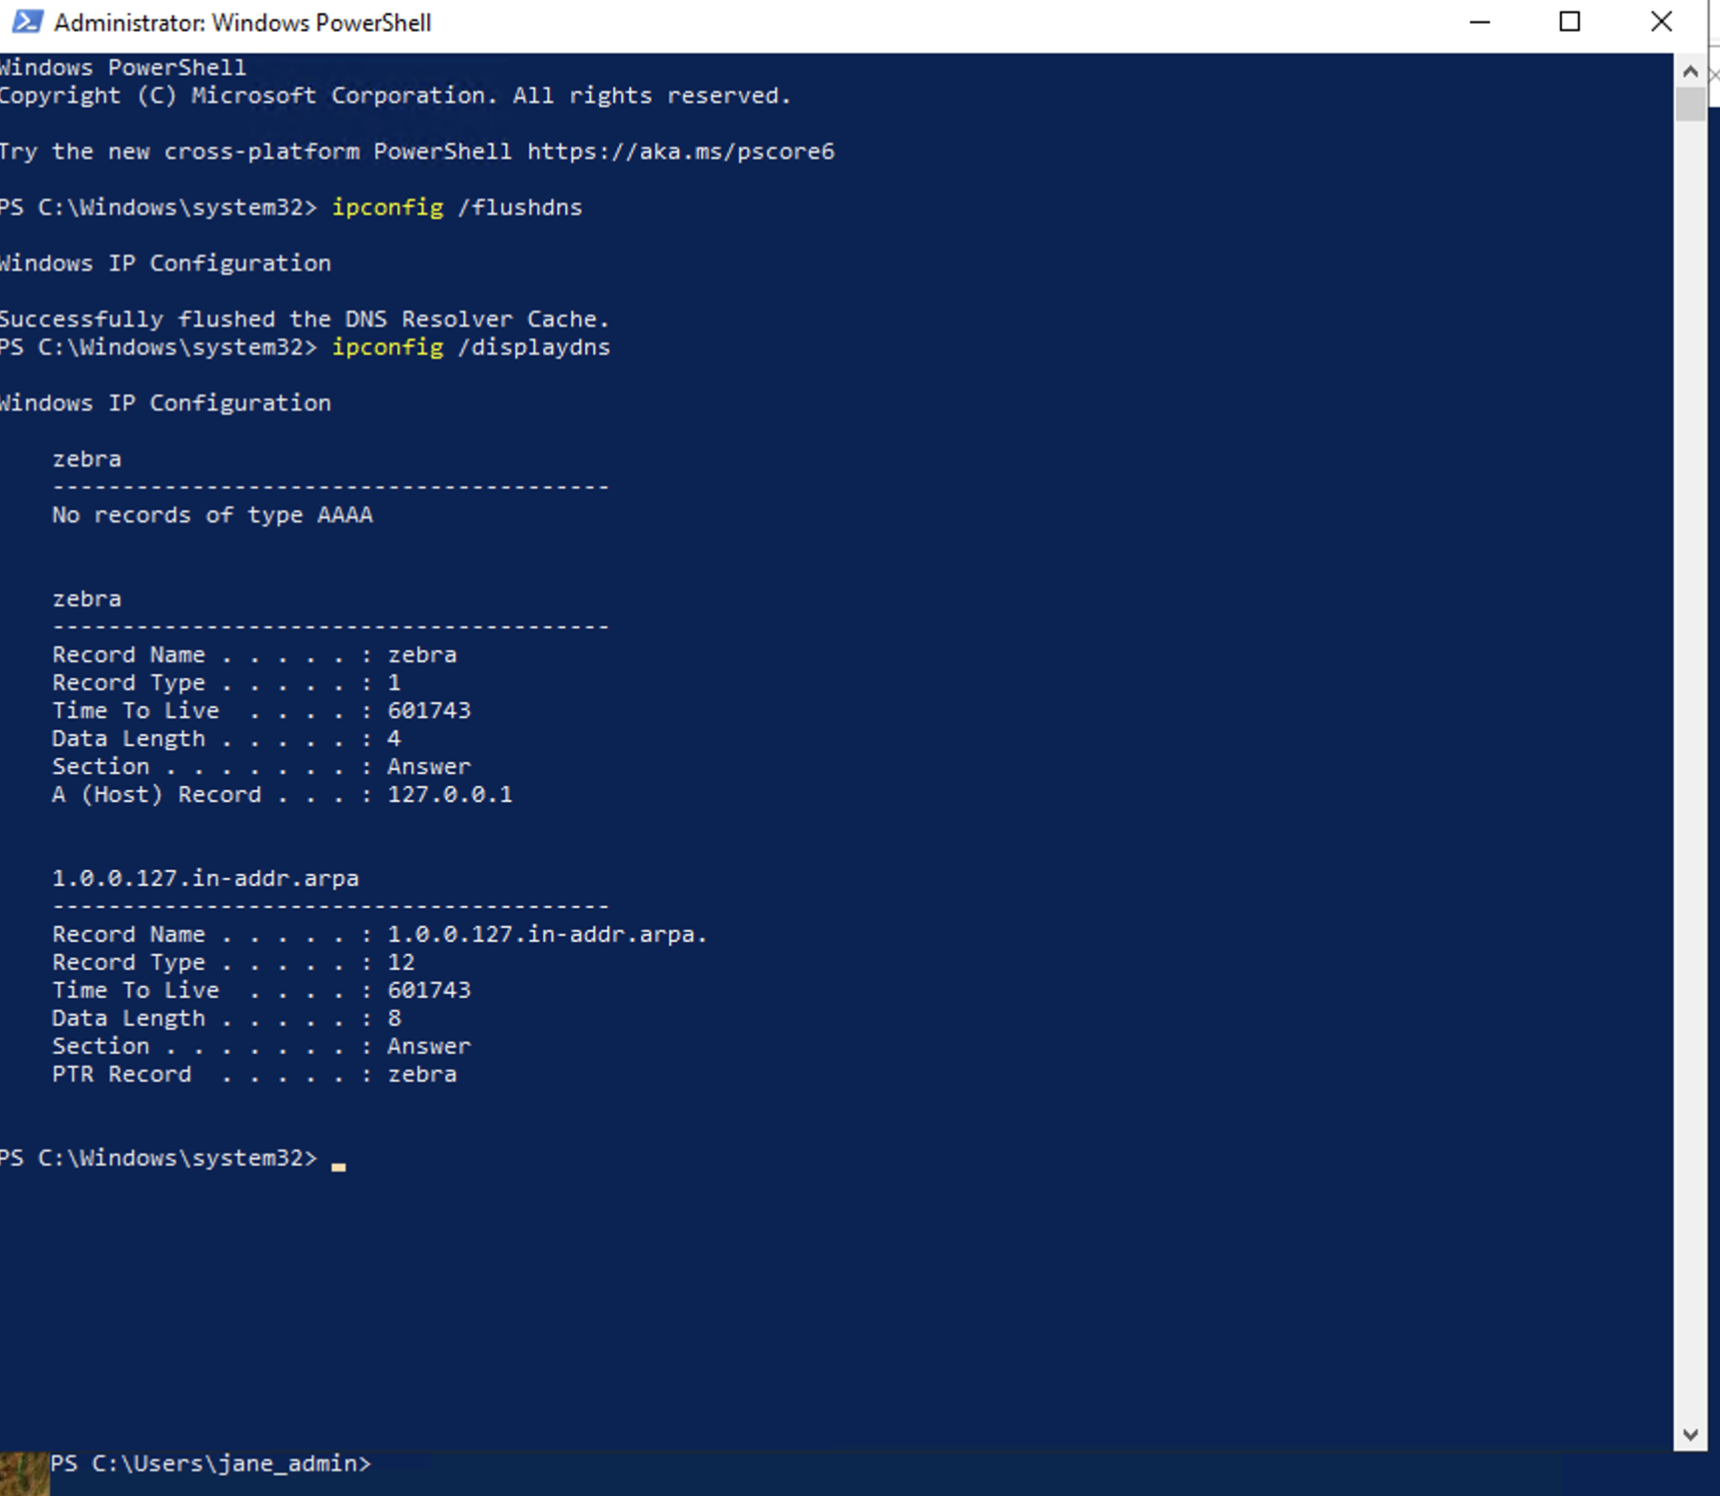 Administrator: Windows PowerShell
Windows PowerShell
Copyright (C) Microsoft Corporation. All rights reserved.
Try the new cross-platform PowerShell https://aka.ms/pscore6
PS C:\Windows\system32> ipconfig /flushdns
Windows IP Configuration
Successfully flushed the DNS Resolver Cache.
PS C:\Windows\system32> ipconfig /displaydns
Windows IP Configuration
zebra
----------------------------------------
No records of type AAAA
zebra
----------------------------------------
Record Name . . . . . : zebra
Record Type . . . . . : 1
Time To Live  . . . . : 601743
Data Length . . . . . : 4
Section . . . . . . . : Answer
A (Host) Record . . . : 127.0.0.1
1.0.0.127.in-addr.arpa
----------------------------------------
Record Name . . . . . : 1.0.0.127.in-addr.arpa.
Record Type . . . . . : 12
Time To Live  . . . . : 601743
Data Length . . . . . : 8
Section . . . . . . . : Answer
PTR Record  . . . . . : zebra
PS C:\Windows\system32>
PS C:\Users\jane_admin>